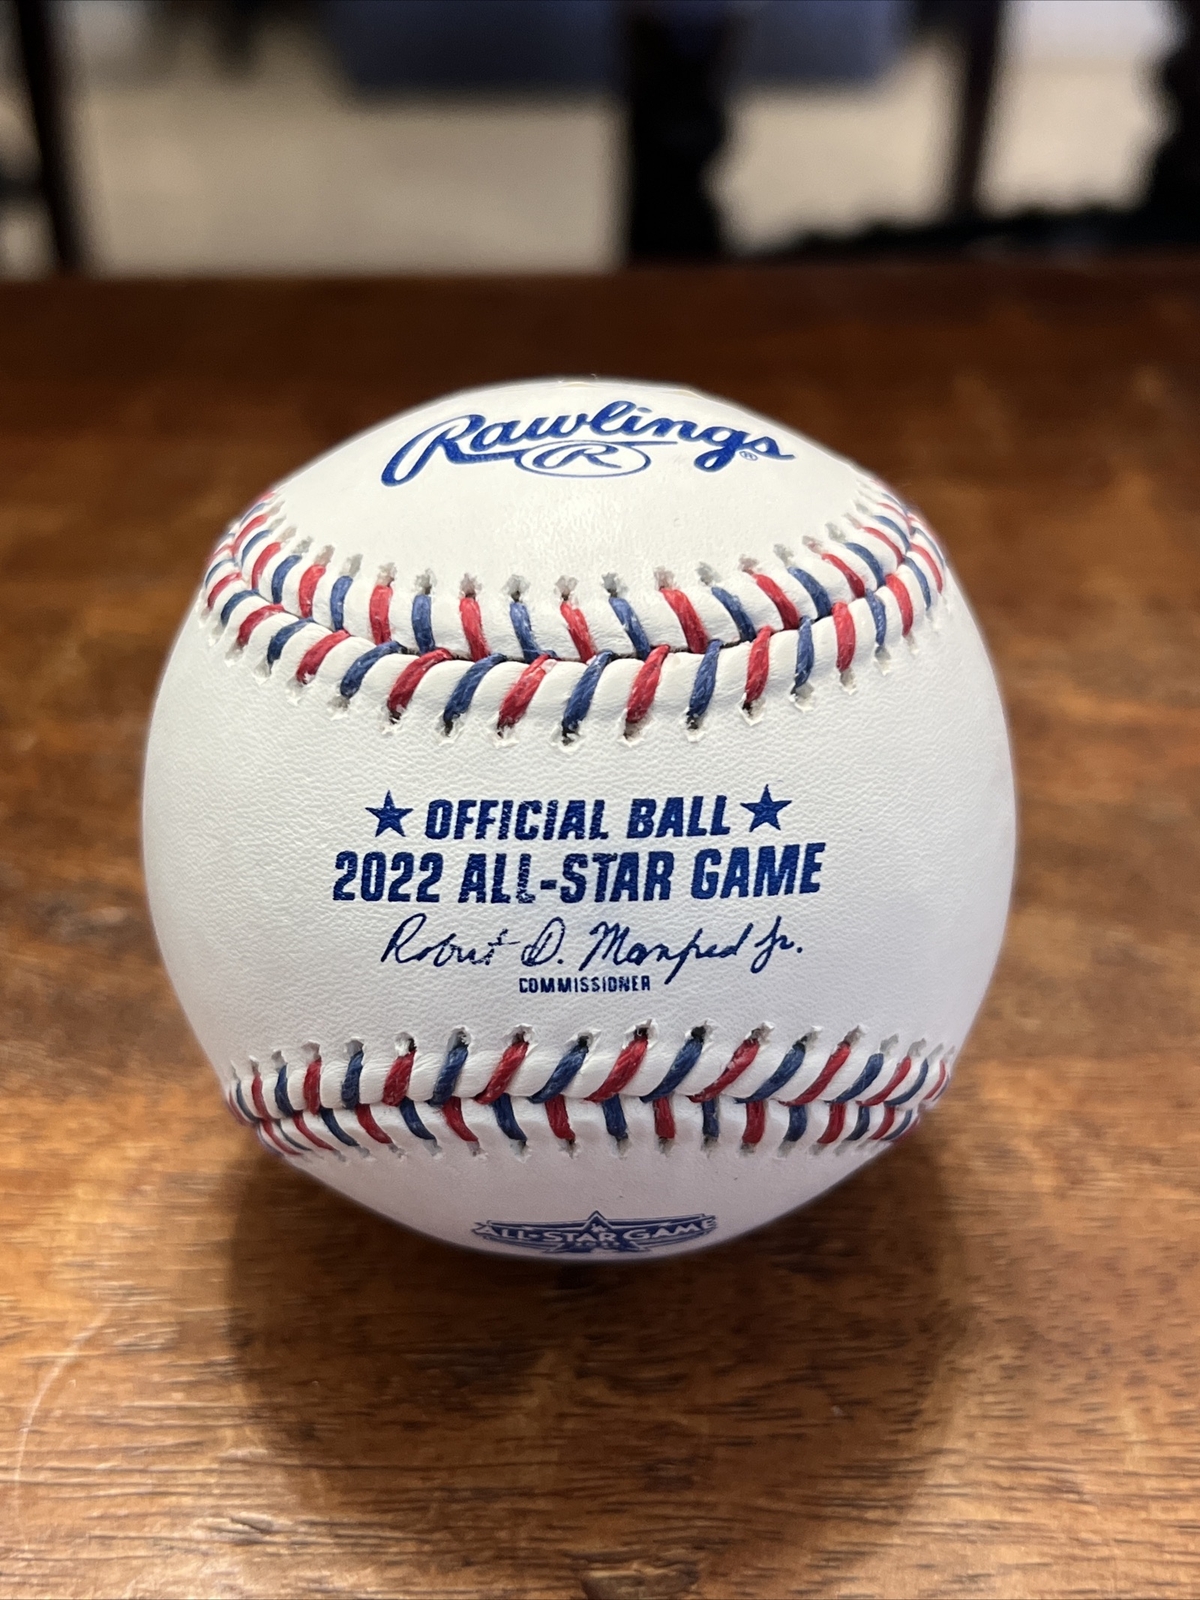 Rawlings®
R
★ OFFICIAL BALL ★
2022 ALL-STAR GAME
Robert D. Manfred Jr.
COMMISSIONER
ALL-STAR GAME